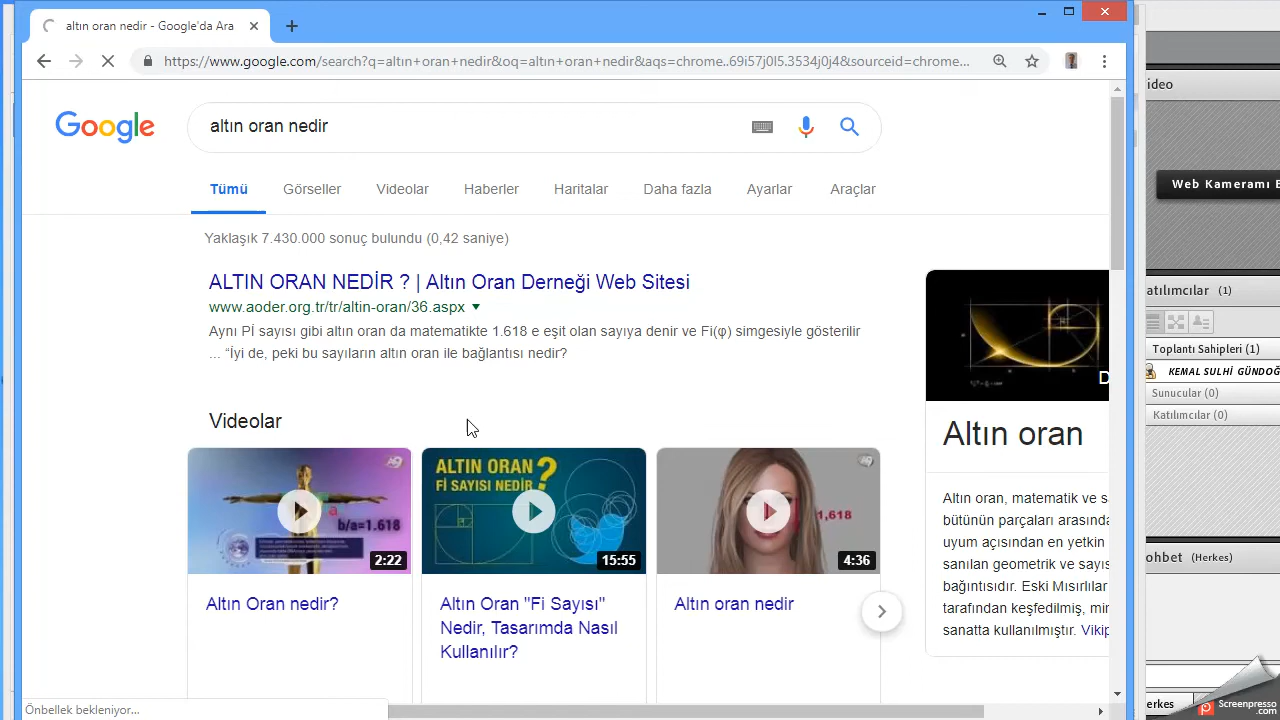 altın oran nedir - Google'da Ara
https://www.google.com/search?q=altın+oran+nedir&oq=altın+oran+nedir&aqs=chrome..69i57j0l5.3534j0j4&sourceid=chrome...
ideo
Google
altın oran nedir
Tümü
Görseller
Videolar
Haberler
Haritalar
Daha fazla
Ayarlar
Araçlar
Web Kameramı
Yaklaşık 7.430.000 sonuç bulundu (0,42 saniye)
ALTIN ORAN NEDİR ? | Altın Oran Derneği Web Sitesi
www.aoder.org.tr/tr/altin-oran/36.aspx
Aynı Pİ sayısı gibi altın oran da matematikte 1.618 e eşit olan sayıya denir ve Fi(φ) simgesiyle gösterilir
... “İyi de, peki bu sayıların altın oran ile bağlantısı nedir?
atılımcılar (1)
Toplantı Sahipleri (1)
KEMAL SULHİ GÜNDOĞ
Sunucular (0)
Katılımcılar (0)
Videolar
b/a=1.618
2:22
ALTIN ORAN ?
Fİ SAYISI NEDİR
15:55
1,618
4:36
Altın Oran nedir?
Altın Oran "Fi Sayısı"
Nedir, Tasarımda Nasıl
Kullanılır?
Altın oran nedir
D
Altın oran
Altın oran, matematik ve s
bütünün parçaları arasında
uyum açısından en yetkin
sanılan geometrik ve sayıs
bağıntısıdır. Eski Mısırlılar
tarafından keşfedilmiş, mir
sanatta kullanılmıştır. Vikip
ohbet (Herkes)
erkes
Önbellek bekleniyor...
Screenpresso
.com